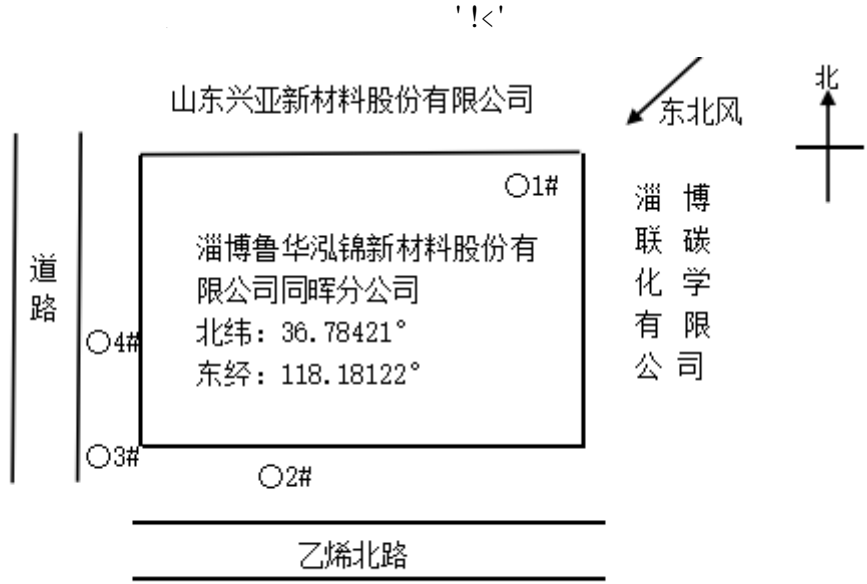 ' !<'
山东兴亚新材料股份有限公司
北
东北风
○1#
淄博鲁华泓锦新材料股份有
限公司同晖分公司
北纬：36.78421°
东经：118.18122°
淄博
联碳
化学
有限
公司
道
路
○4#
○3#
○2#
乙烯北路